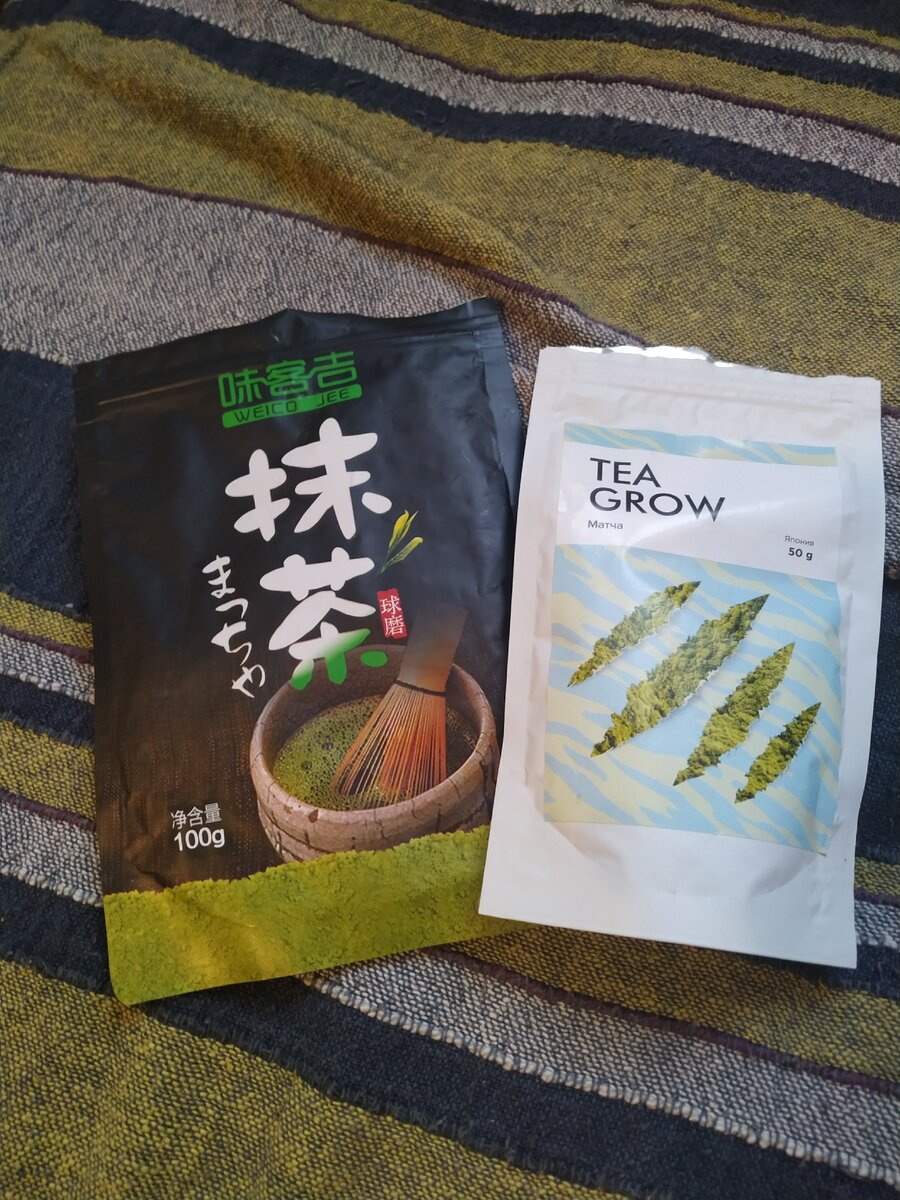 味客吉
WEICO JEE
抹茶
まっちゃ
球磨
净含量
100g
TEA
GROW
Матча
Япония
50 g